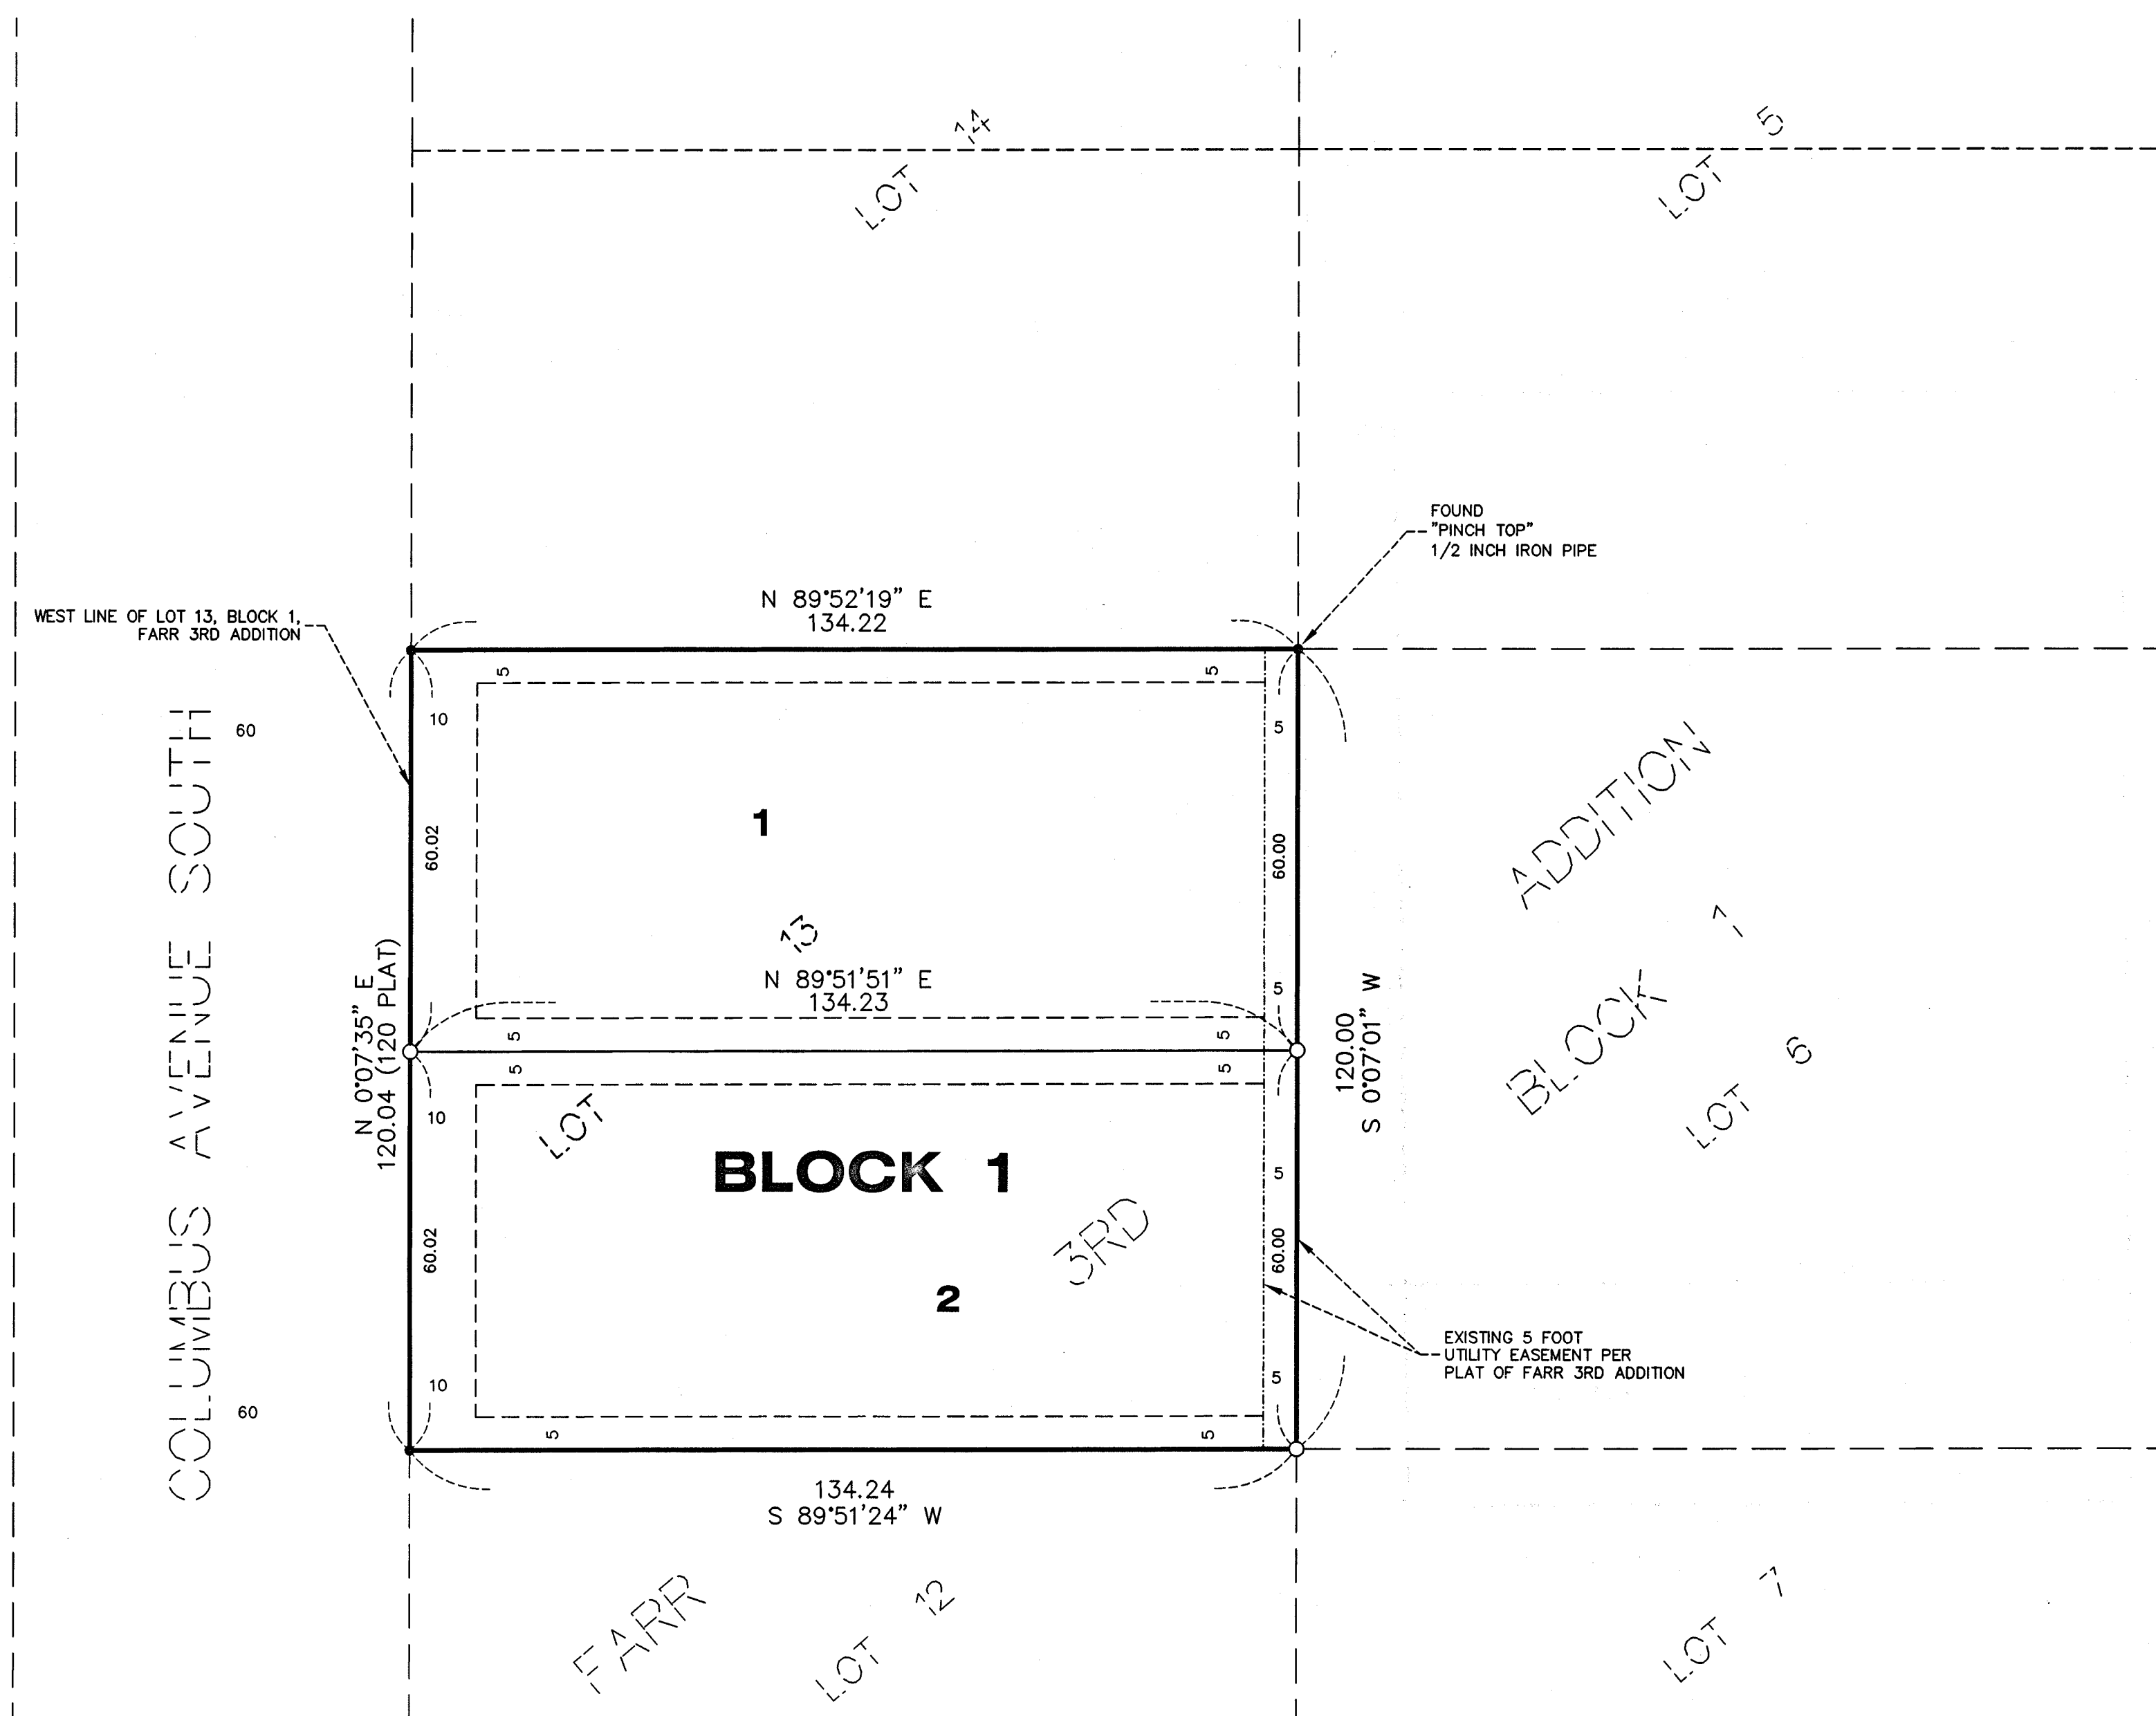 14
LOT
5
LOT
FOUND
"PINCH TOP"
1/2 INCH IRON PIPE
N 89°52'19" E
134.22
WEST LINE OF LOT 13, BLOCK 1,
FARR 3RD ADDITION
5
5
10
5
60
COLUMBUS AVENUE SOUTH
60
1
60.02
60.00
13
N 89°51'51" E
134.23
5
5
5
N 0°07'35" E
120.04 (120 PLAT)
120.00
S 0°07'01" W
5
5
10
5
LOT
BLOCK 1
3RD
60.02
60.00
2
10
5
5
5
ADDITION
BLOCK 1
LOT 6
EXISTING 5 FOOT
UTILITY EASEMENT PER
PLAT OF FARR 3RD ADDITION
134.24
S 89°51'24" W
FARR
LOT 12
LOT 7